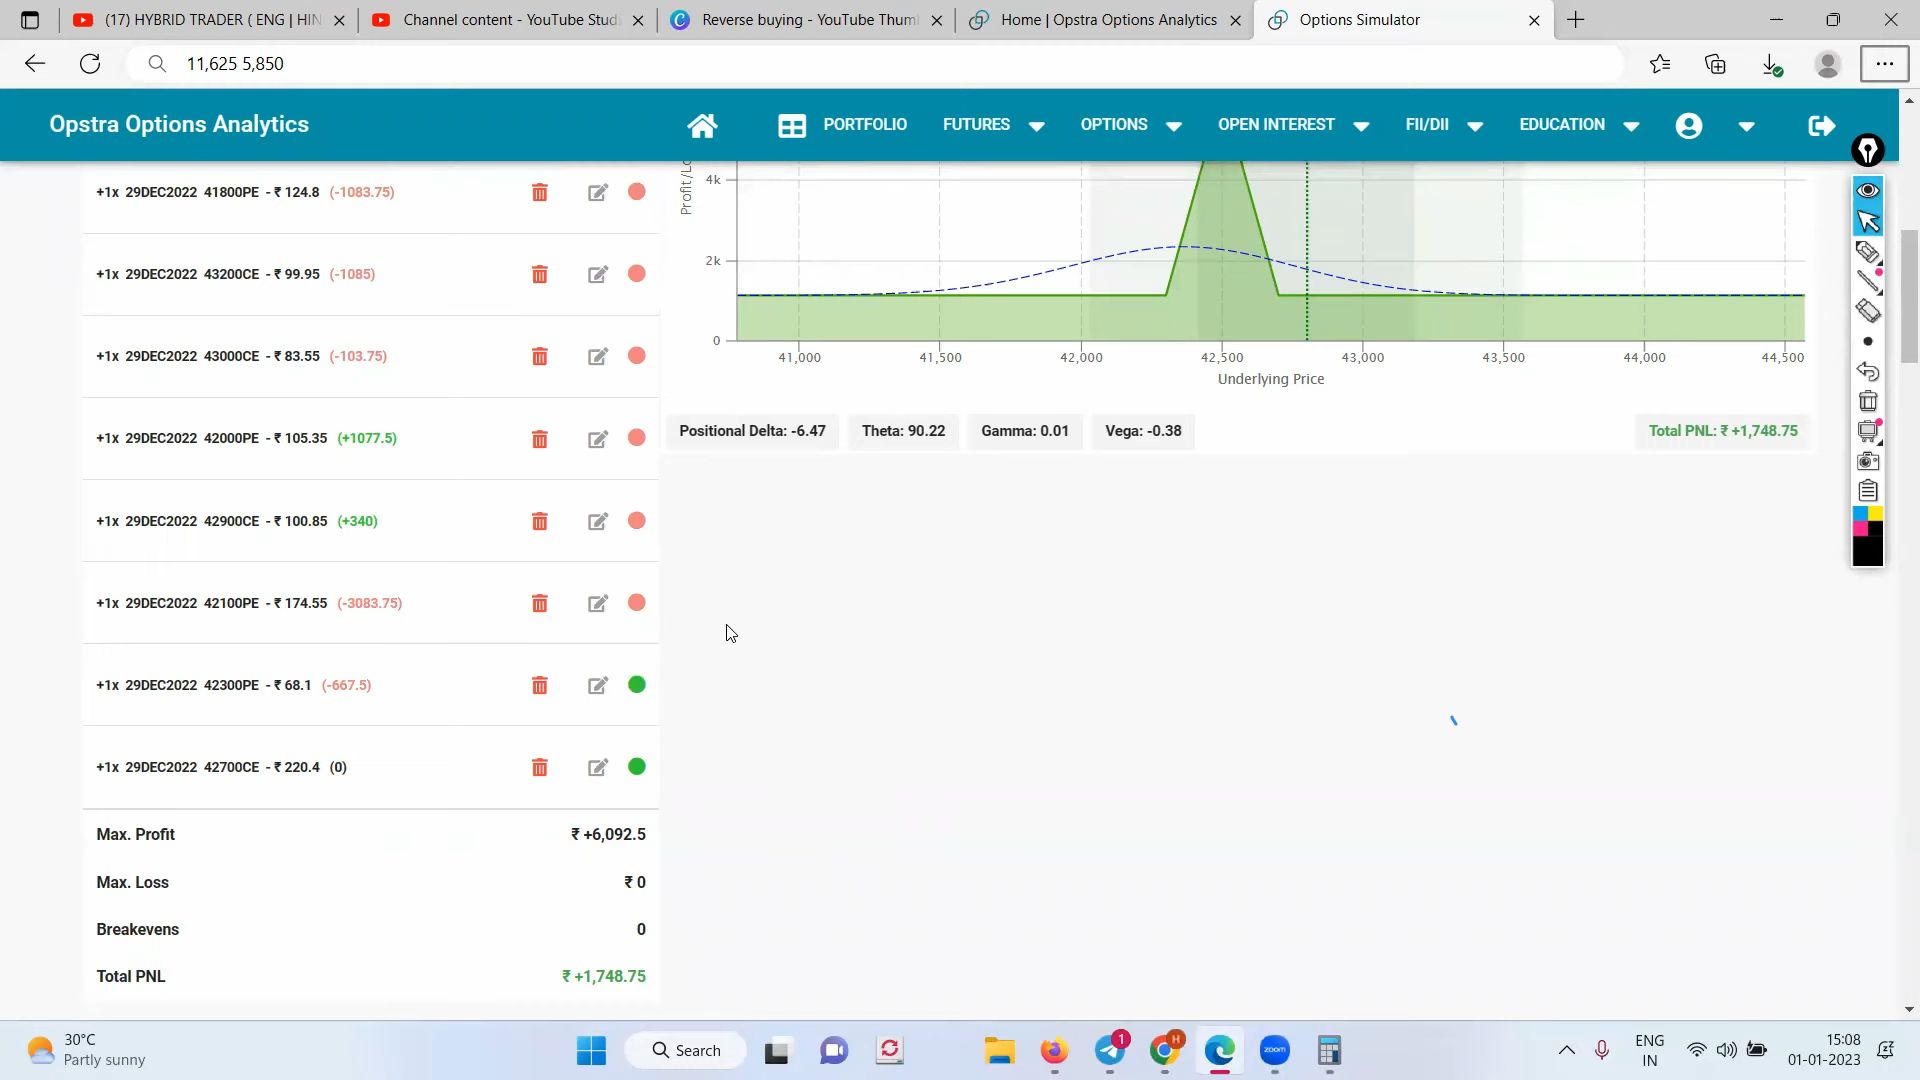 (17) HYBRID TRADER ( ENG | HIN
Channel content - YouTube Studi
Reverse buying - YouTube Thum
Home | Opstra Options Analytics
Options Simulator
11,625 5,850
Opstra Options Analytics
PORTFOLIO
FUTURES
OPTIONS
OPEN INTEREST
FII/DII
EDUCATION
+1x 29DEC2022 41800PE - ₹ 124.8 (-1083.75)
+1x 29DEC2022 43200CE - ₹ 99.95 (-1085)
+1x 29DEC2022 43000CE - ₹ 83.55 (-103.75)
+1x 29DEC2022 42000PE - ₹ 105.35 (+1077.5)
+1x 29DEC2022 42900CE - ₹ 100.85 (+340)
+1x 29DEC2022 42100PE - ₹ 174.55 (-3083.75)
+1x 29DEC2022 42300PE - ₹ 68.1 (-667.5)
+1x 29DEC2022 42700CE - ₹ 220.4 (0)
Max. Profit ₹ +6,092.5
Max. Loss ₹ 0
Breakevens 0
Total PNL ₹ +1,748.75
Profit /Lo
4k
2k
0
41,000 41,500 42,000 42,500 43,000 43,500 44,000 44,500
Underlying Price
Positional Delta: -6.47
Theta: 90.22
Gamma: 0.01
Vega: -0.38
Total PNL: ₹ +1,748.75
30°C
Partly sunny
Search
1
H
zoom
ENG
IN
15:08
01-01-2023